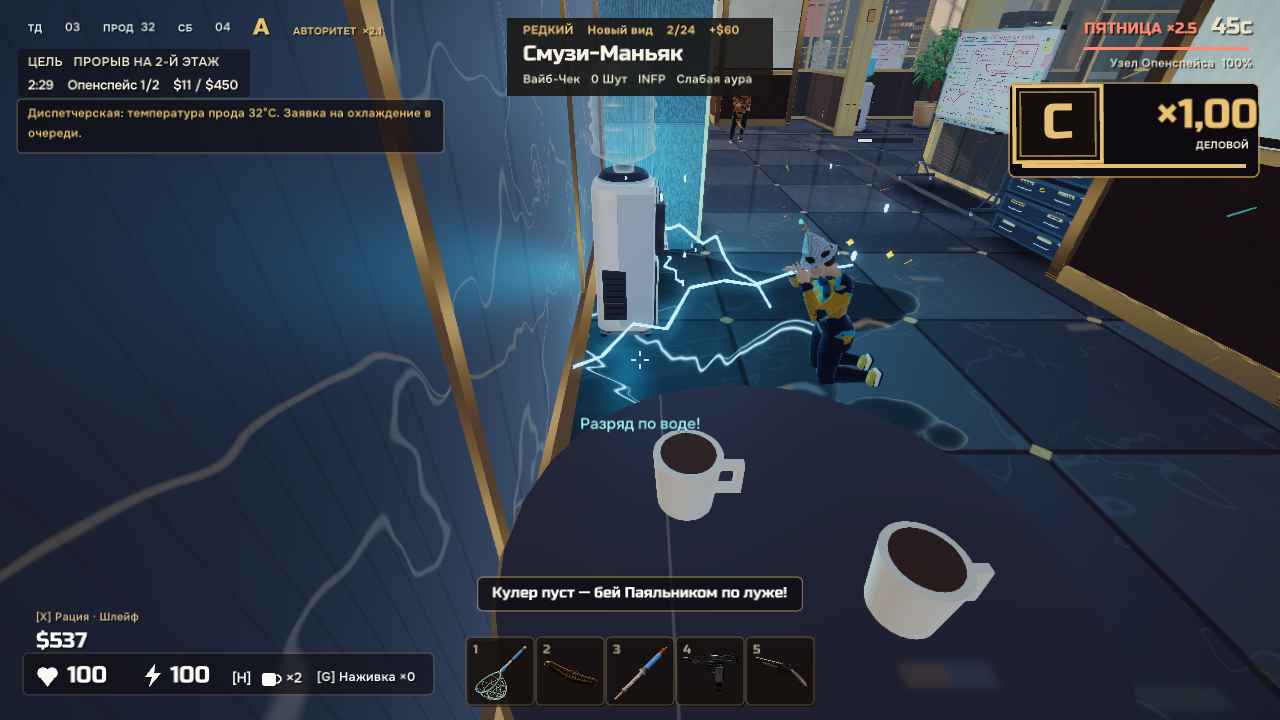 ТД 03 ПРОД 32 СБ 04 A АВТОРИТЕТ ×2.1
ЦЕЛЬ ПРОРЫВ НА 2-Й ЭТАЖ
2:29 Опенспейс 1/2 $11 / $450
Диспетчерская: температура прода 32°C. Заявка на охлаждение в
очереди.
РЕДКИЙ Новый вид 2/24 +$60
Смузи-Маньяк
Вайб-Чек 0 Шут INFP Слабая аура
ПЯТНИЦА ×2.5 45с
Узел Опенспейса 100%
C ×1,00
ДЕЛОВОЙ
Разряд по воде!
Кулер пуст — бей Паяльником по луже!
[X] Рация · Шлейф
$537
100 100 [H] ×2 [G] Наживка ×0
1 2 3 4 5